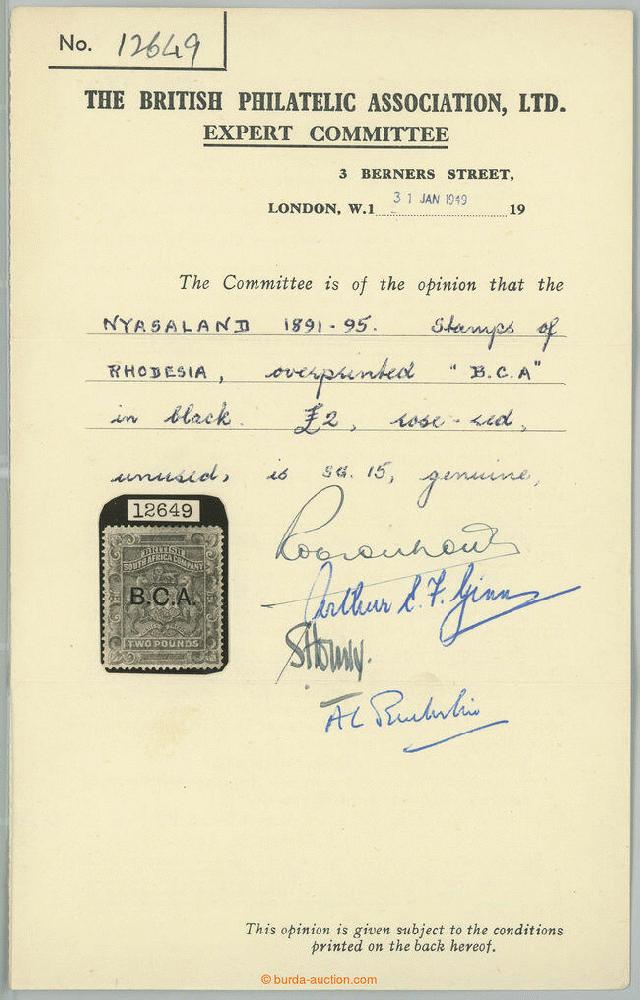 No. 12649
THE BRITISH PHILATELIC ASSOCIATION, LTD.
EXPERT COMMITTEE
3 BERNERS STREET,
LONDON, W.1 31 JAN 1949 19
The Committee is of the opinion that the
NYASALAND 1891-95. Stamps of
RHODESIA, overprinted "B.C.A"
in black. £2, rose-red,
unused, is SG. 15, genuine,
12649
SOUTH AFRICA COMPANY
B.C.A.
TWO POUNDS
Arthur E. F. Ginn
This opinion is given subject to the conditions
printed on the back hereof.
© burda-auction.com